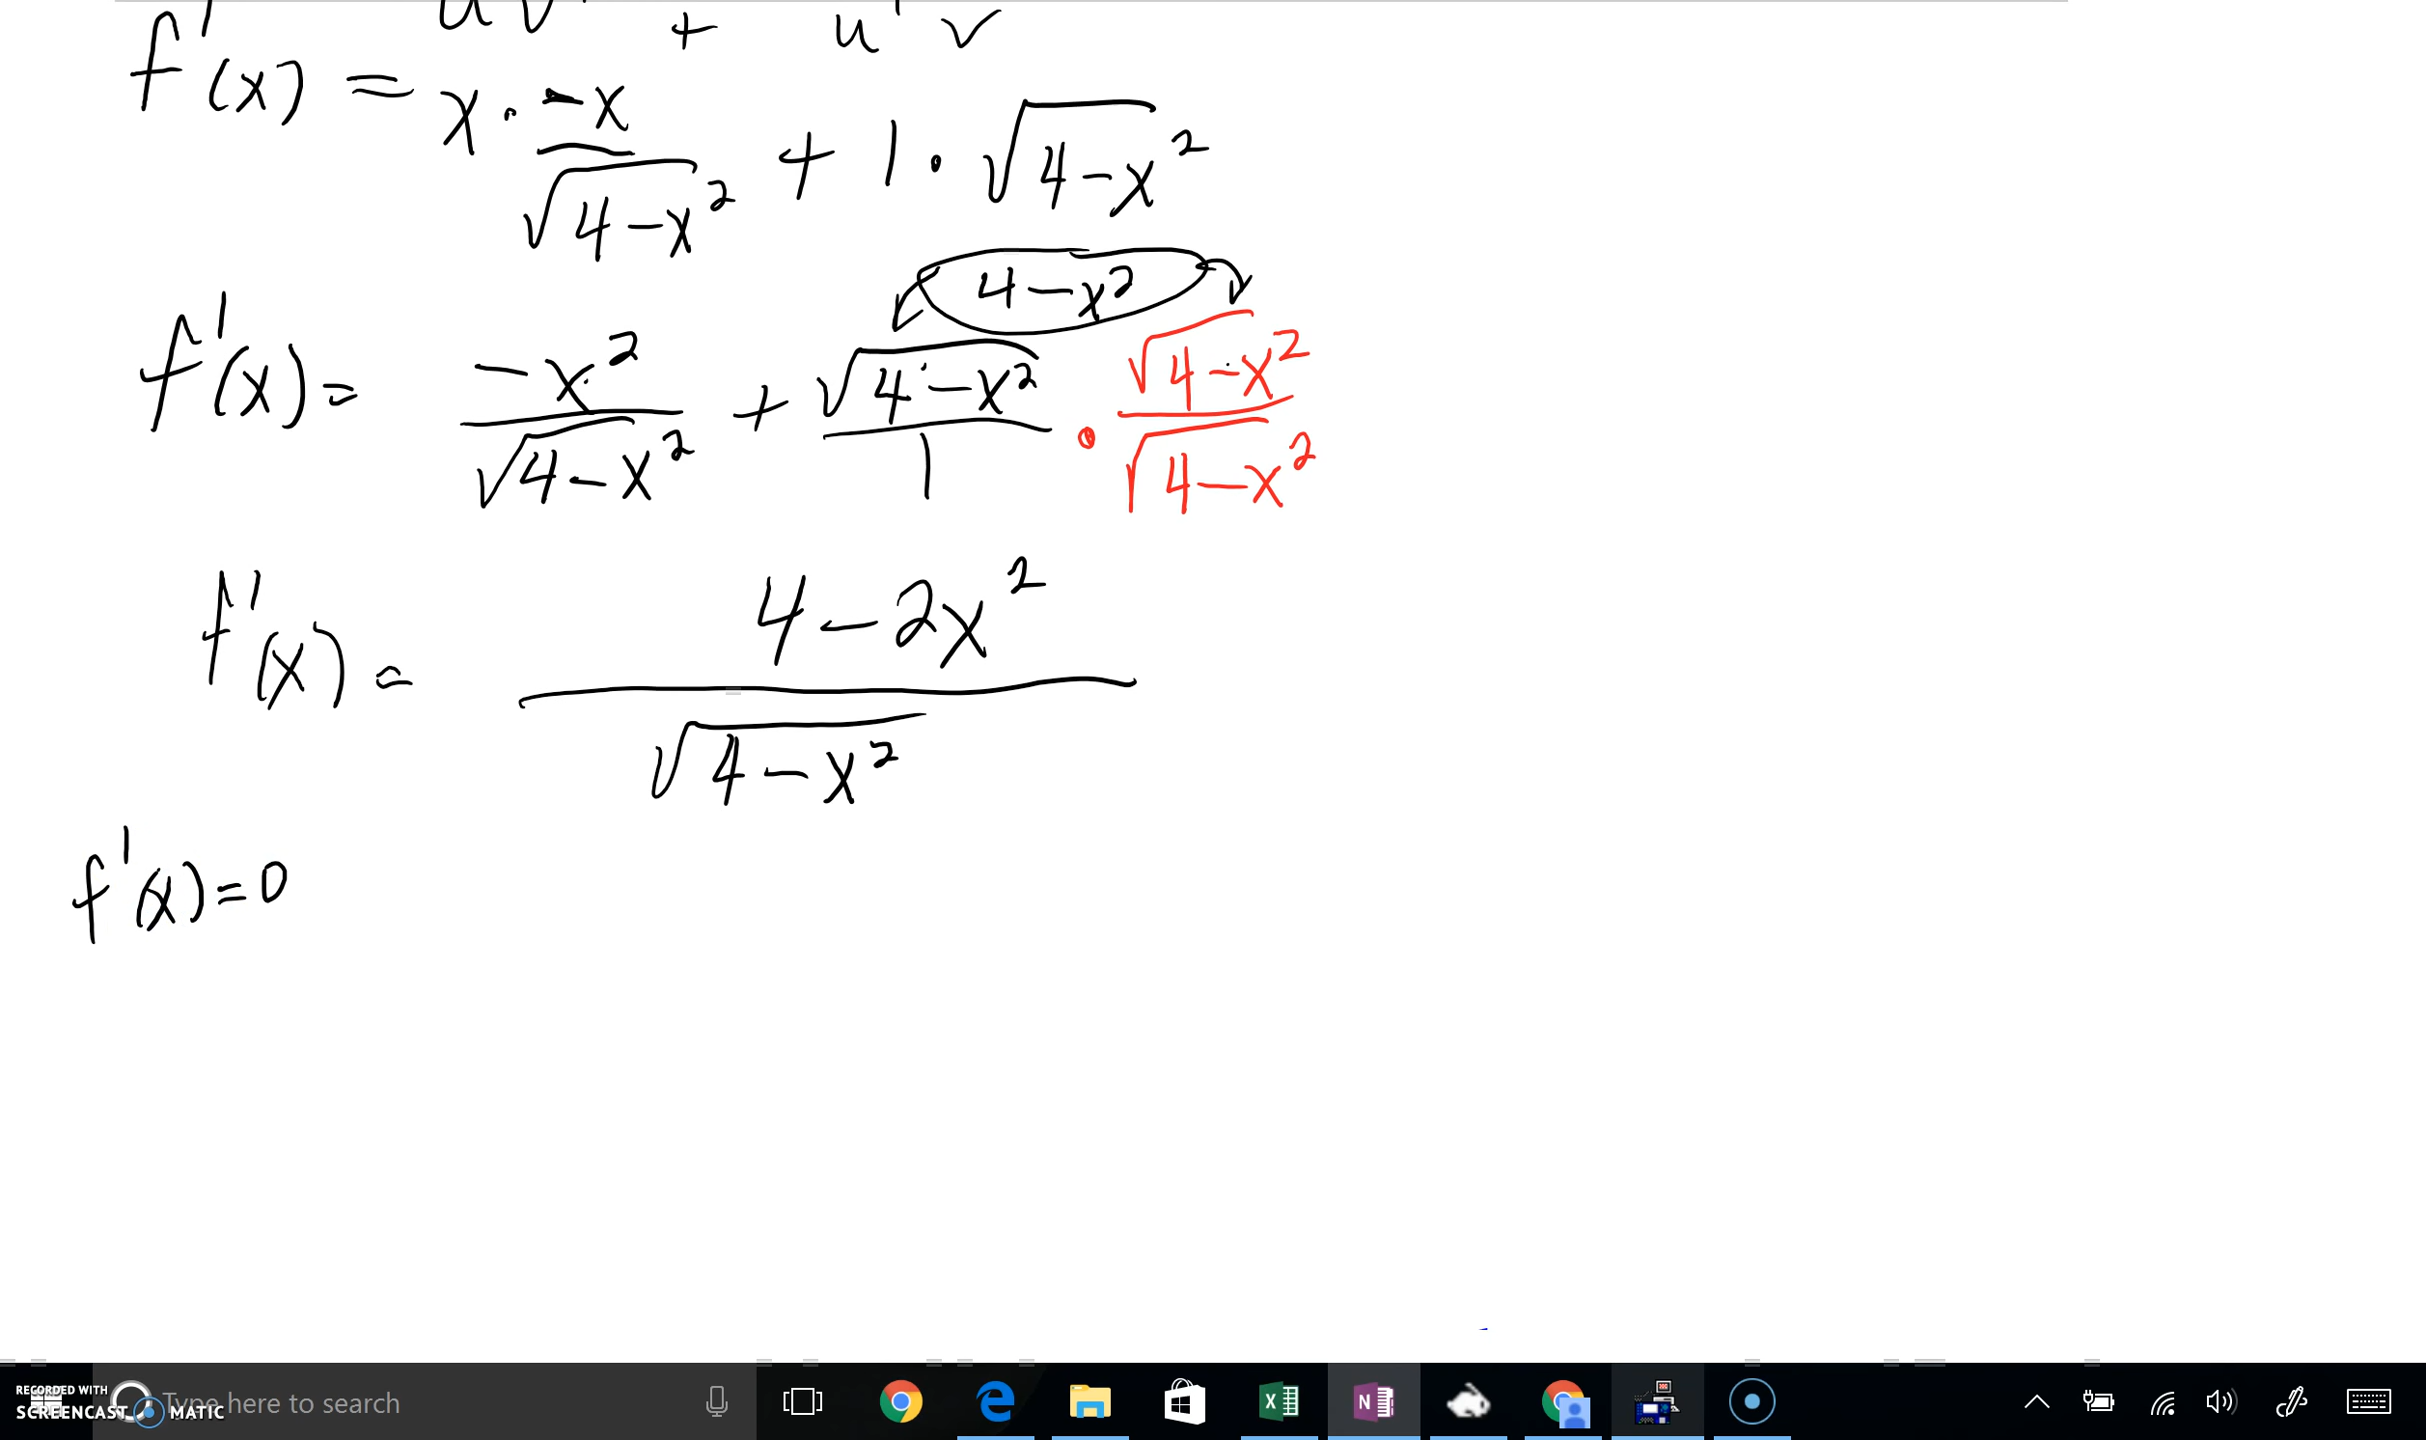 uv' + u'v
f'(x) = x · -x/√4-x² + 1 · √4-x²
4-x²
f'(x) = -x²/√4-x² + √4-x²/1 · √4-x²/√4-x²
f'(x) = 4-2x²/√4-x²
f'(x)=0
RECORDED WITH
SCREENCAST MATIC
Type here to search